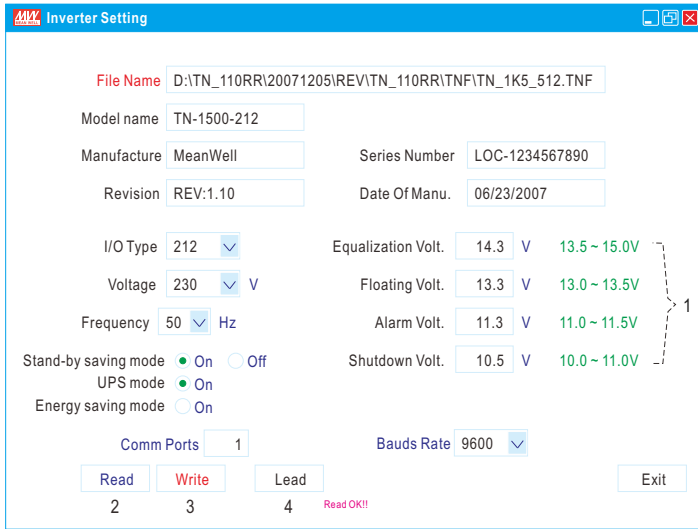 MW MEAN WELL Inverter Setting
File Name D:\TN_110RR\20071205\REV\TN_110RR\TNF\TN_1K5_512.TNF
Model name TN-1500-212
Manufacture MeanWell Series Number LOC-1234567890
Revision REV:1.10 Date Of Manu. 06/23/2007
I/O Type 212 Equalization Volt. 14.3 V 13.5 ~ 15.0V
Voltage 230 V Floating Volt. 13.3 V 13.0 ~ 13.5V
1
Frequency 50 Hz Alarm Volt. 11.3 V 11.0 ~ 11.5V
Stand-by saving mode On Off Shutdown Volt. 10.5 V 10.0 ~ 11.0V
UPS mode On
Energy saving mode On
Comm Ports 1 Bauds Rate 9600
Read Write Lead Exit
2 3 4 Read OK!!